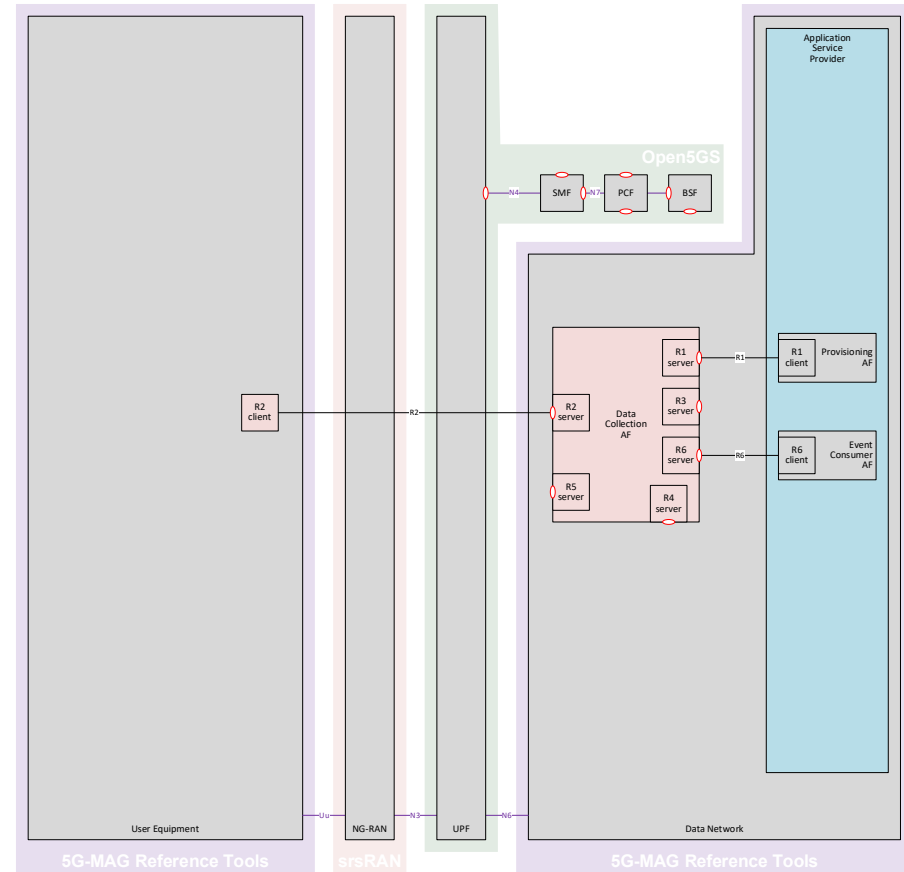 Application
Service
Provider
Open5GS
N4
SMF
N7
PCF
BSF
R1
server
R1
R1
client
Provisioning
AF
R2
client
R2
R2
server
Data
Collection
AF
R3
server
R6
server
R6
R6
client
Event
Consumer
AF
R5
server
R4
server
Uu
N3
N6
User Equipment
NG-RAN
UPF
Data Network
5G-MAG Reference Tools
srsRAN
5G-MAG Reference Tools